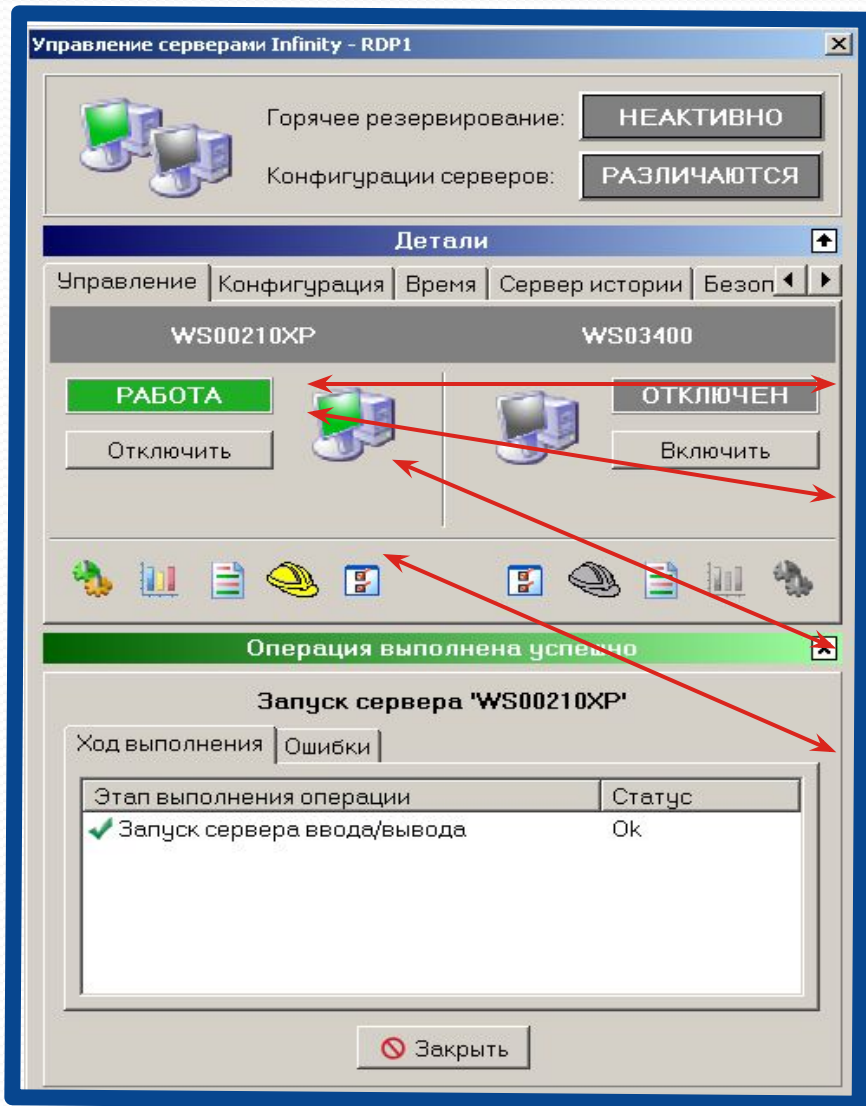 Управление серверами Infinity - RDP1
Горячее резервирование: НЕАКТИВНО
Конфигурации серверов: РАЗЛИЧАЮТСЯ
Детали
Управление Конфигурация Время Сервер истории Безоп
WS00210XP WS03400
РАБОТА ОТКЛЮЧЕН
Отключить Включить
Операция выполнена успешно
Запуск сервера 'WS00210XP'
Ход выполнения Ошибки
Этап выполнения операции Статус
Запуск сервера ввода/вывода Ok
Закрыть